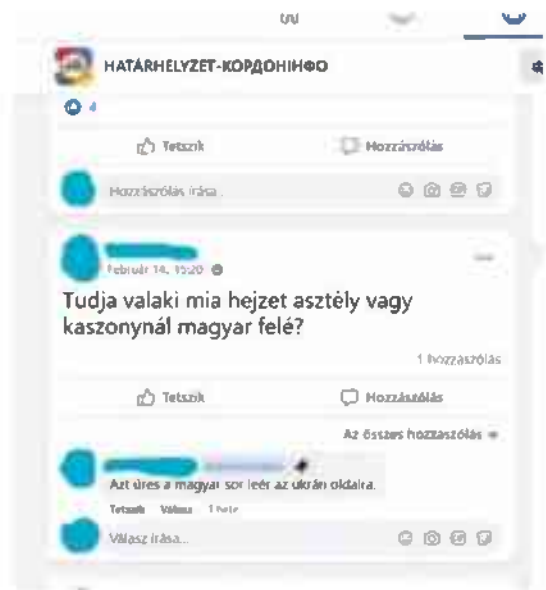 HATÁRHELYZET-КОРДОНІНФО
4
Tetszik Hozzászólás
Hozzászólás írása...
Február 14, 15:20
Tudja valaki mia hejzet asztély vagy
kaszonynál magyar felé?
1 hozzászólás
Tetszik Hozzászólás
Az összes hozzászólás
Azt üres a magyar sor leér az ukrán oldalra.
Tetszik Válasz 1 hete
Válasz írása...